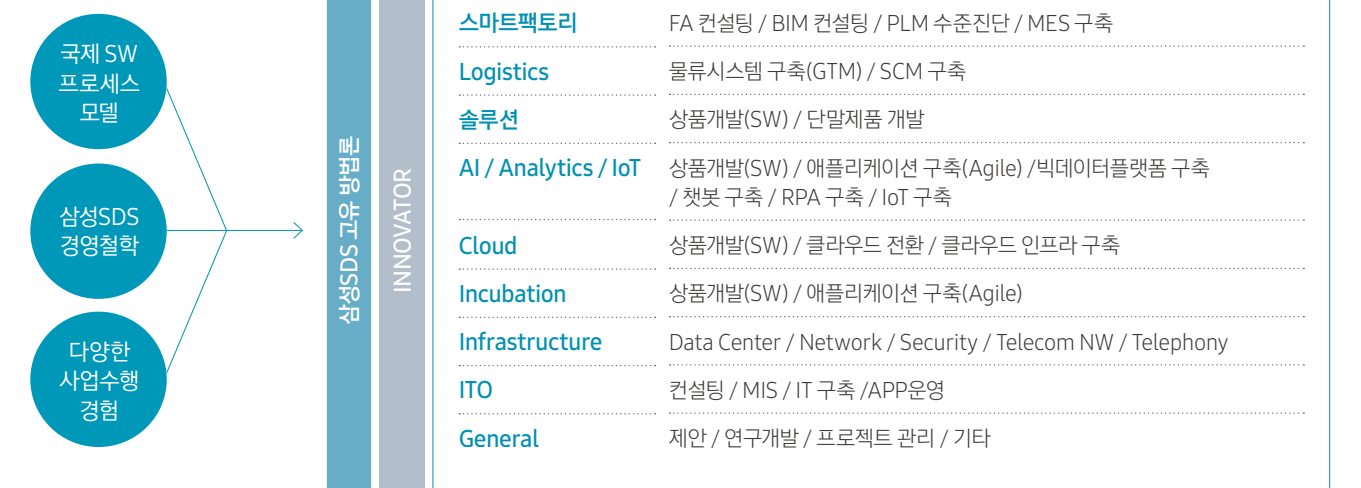 국제 SW
프로세스
모델
삼성SDS
경영철학
다양한
사업수행
경험
삼성SDS 고유 방법론
INNOVATOR
스마트팩토리 FA 컨설팅 / BIM 컨설팅 / PLM 수준진단 / MES 구축
Logistics 물류시스템 구축(GTM) / SCM 구축
솔루션 상품개발(SW) / 단말제품 개발
AI / Analytics / IoT 상품개발(SW) / 애플리케이션 구축(Agile) /빅데이터플랫폼 구축
/ 챗봇 구축 / RPA 구축 / IoT 구축
Cloud 상품개발(SW) / 클라우드 전환 / 클라우드 인프라 구축
Incubation 상품개발(SW) / 애플리케이션 구축(Agile)
Infrastructure Data Center / Network / Security / Telecom NW / Telephony
ITO 컨설팅 / MIS / IT 구축 /APP운영
General 제안 / 연구개발 / 프로젝트 관리 / 기타